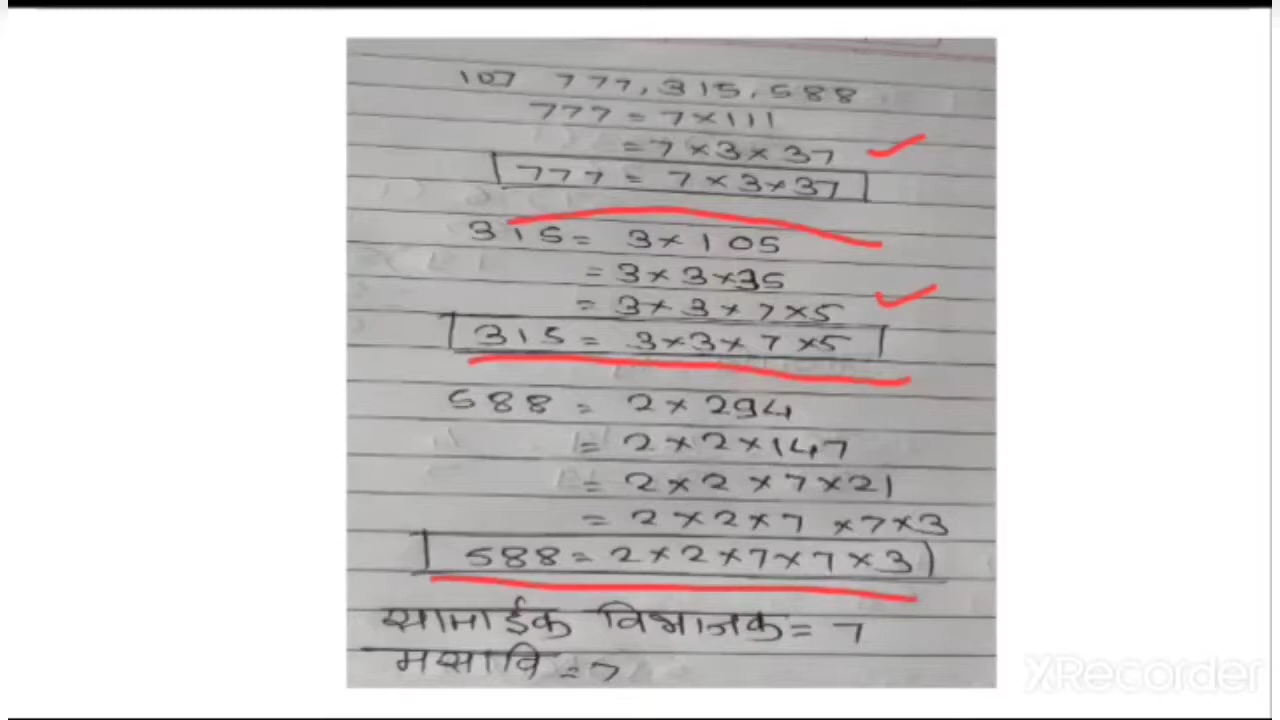 107 777, 315, 588
777 = 7×111
= 7×3×37
777 = 7×3×37
315 = 3×105
= 3×3×35
= 3×3×7×5
315 = 3×3×7×5
588 = 2×294
= 2×2×147
= 2×2×7×21
= 2×2×7×7×3
588 = 2×2×7×7×3
सामाईक विभाजक = 7
मसावि = 7
XRecorder